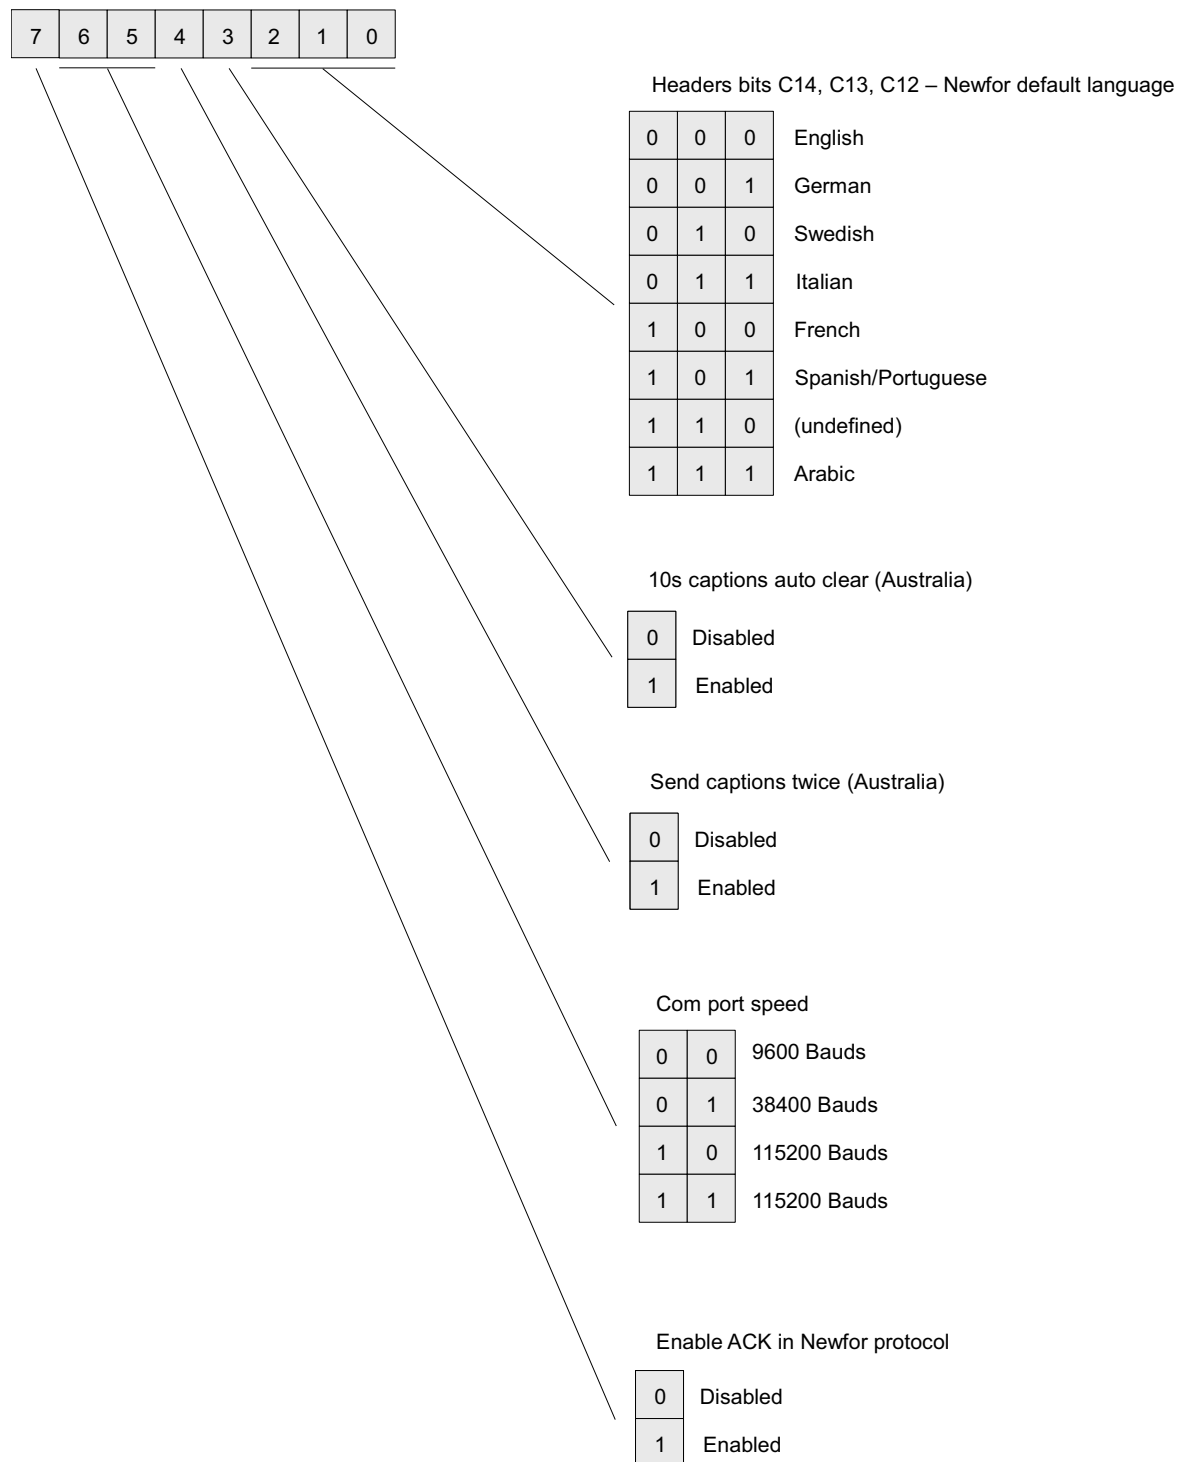 7 6 5 4 3 2 1 0
Headers bits C14, C13, C12 – Newfor default language
0 0 0 English
0 0 1 German
0 1 0 Swedish
0 1 1 Italian
1 0 0 French
1 0 1 Spanish/Portuguese
1 1 0 (undefined)
1 1 1 Arabic
10s captions auto clear (Australia)
0 Disabled
1 Enabled
Send captions twice (Australia)
0 Disabled
1 Enabled
Com port speed
0 0 9600 Bauds
0 1 38400 Bauds
1 0 115200 Bauds
1 1 115200 Bauds
Enable ACK in Newfor protocol
0 Disabled
1 Enabled